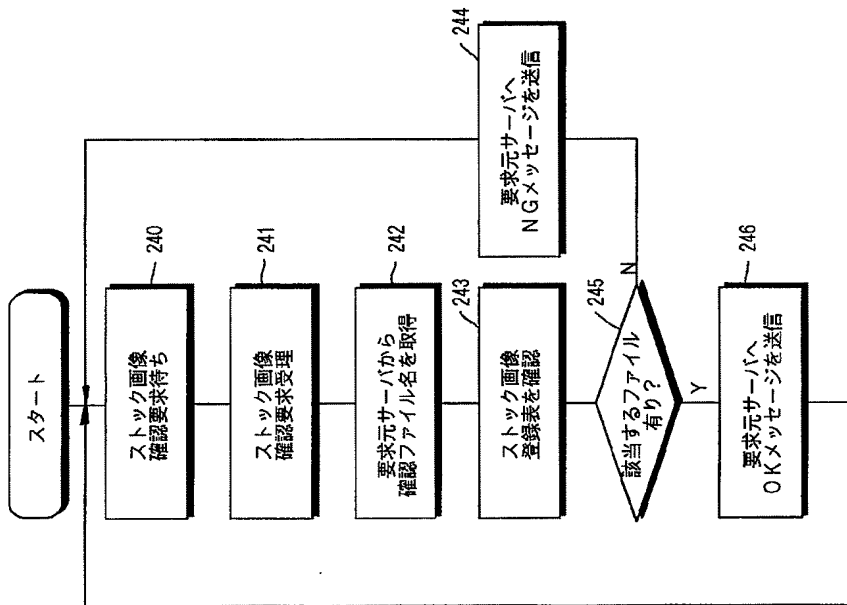 スタート
240
ストック画像
確認要求待ち
241
ストック画像
確認要求受理
242
要求元サーバから
確認ファイル名を取得
243
ストック画像
登録表を確認
245
該当するファイル
有り?
N
244
要求元サーバへ
NGメッセージを送信
Y
246
要求元サーバへ
OKメッセージを送信